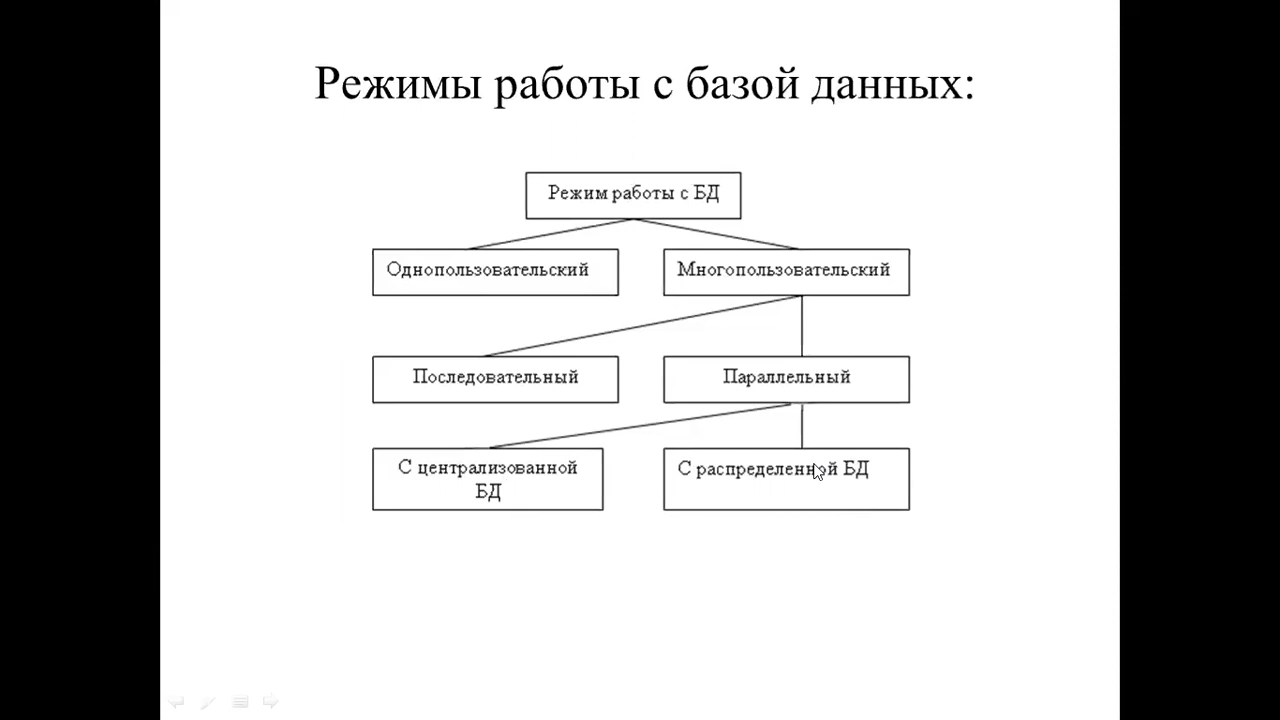 Режимы работы с базой данных:
Режим работы с БД
Однопользовательский
Многопользовательский
Последовательный
Параллельный
С централизованной
БД
С распределенной БД